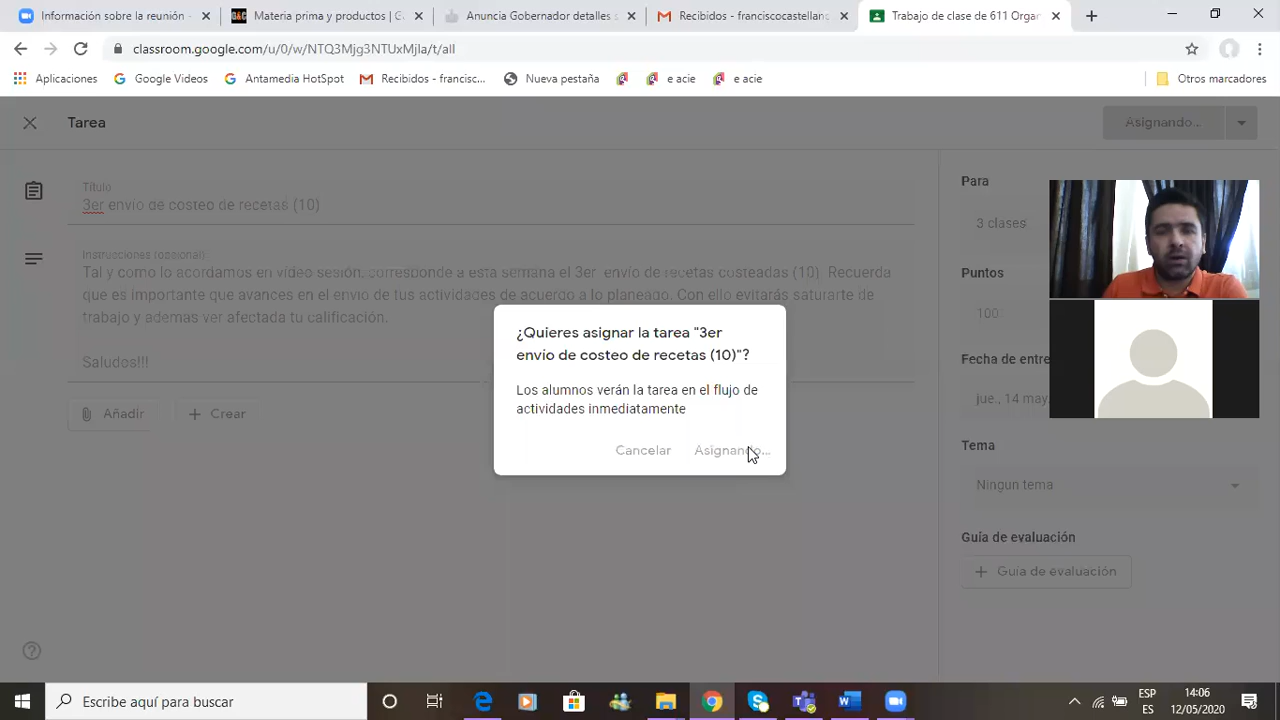 Información sobre la reunión
Materia prima y productos | G
Anuncia Gobernador detalles
Recibidos - franciscocastellan
Trabajo de clase de 611 Organ
classroom.google.com/u/0/w/NTQ3Mjg3NTUxMjla/t/all
Aplicaciones
Google Videos
Antamedia HotSpot
Recibidos - francisc...
Nueva pestaña
e acie
e acie
Otros marcadores
Tarea
Asignando...
Título
3er envio de costeo de recetas (10)
Instrucciones (opcional)
Tal y como lo acordamos en video sesión, corresponde a esta semana el 3er envío de recetas costeadas (10). Recuerda
que es importante que avances en el envio de tus actividades de acuerdo a lo planeado. Con ello evitarás saturarte de
trabajo y ademas ver afectada tu calificación.
Saludos!!!
Añadir
Crear
¿Quieres asignar la tarea "3er
envio de costeo de recetas (10)"?
Los alumnos verán la tarea en el flujo de
actividades inmediatamente
Cancelar
Asignando...
Para
3 clases
Puntos
100
Fecha de entre
jue., 14 may.
Tema
Ningun tema
Guía de evaluación
Guía de evaluación
Escribe aquí para buscar
ESP
ES
14:06
12/05/2020